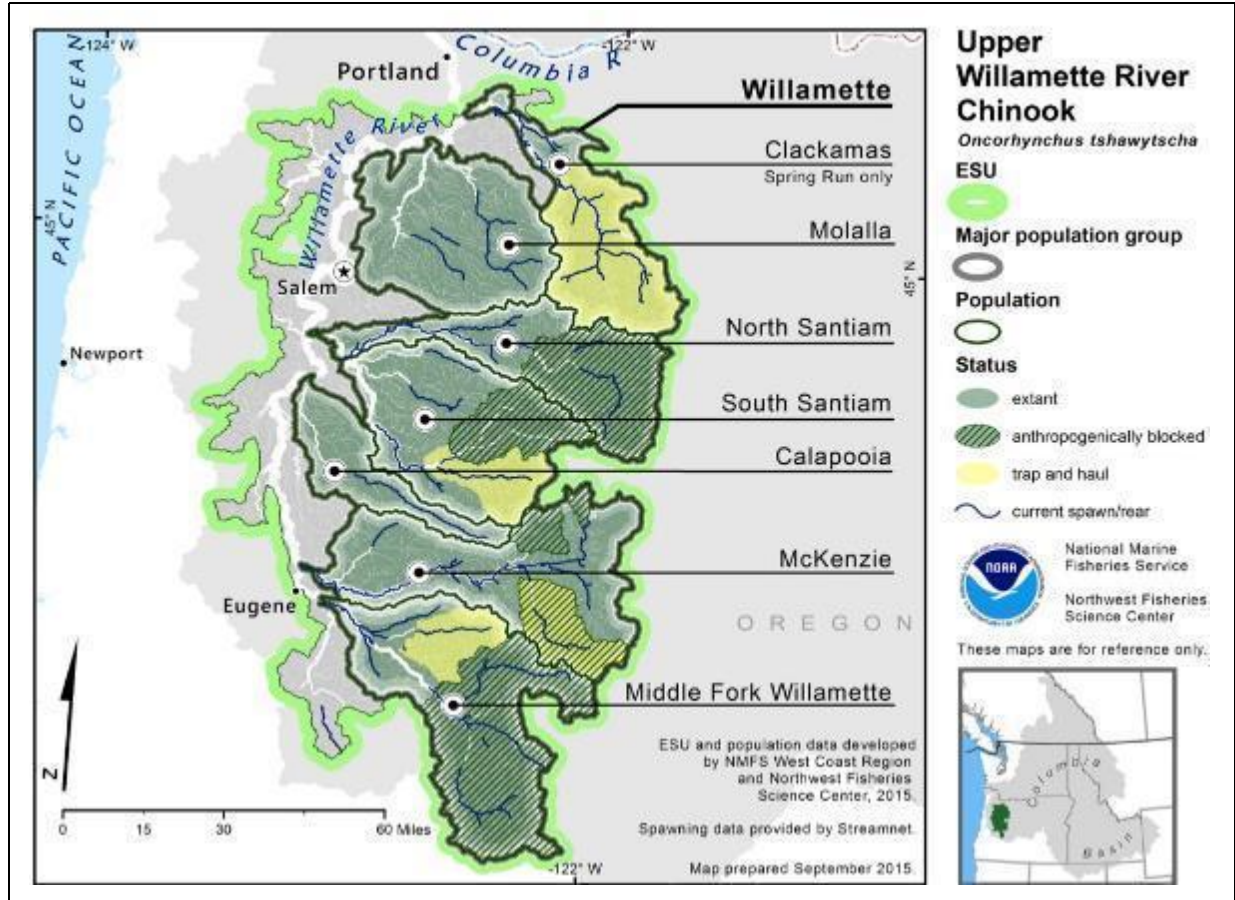 -124° W
-122° W
Columbia R
Portland
PACIFIC OCEAN
Willamette River
45° N
Salem
Newport
Eugene
Willamette
Clackamas
Spring Run only
Molalla
45° N
North Santiam
South Santiam
Calapooia
McKenzie
OREGON
Middle Fork Willamette
ESU and population data developed
by NMFS West Coast Region
and Northwest Fisheries
Science Center, 2015.
Spawning data provided by Streamnet.
Map prepared September 2015.
-122° W
N
0 15 30 60 Miles
Upper
Willamette River
Chinook
Oncorhynchus tshawytscha
ESU
Major population group
Population
Status
extant
anthropogenically blocked
trap and haul
current spawn/rear
NOAA
National Marine
Fisheries Service
Northwest Fisheries
Science Center
These maps are for reference only.
Columbia
Basin